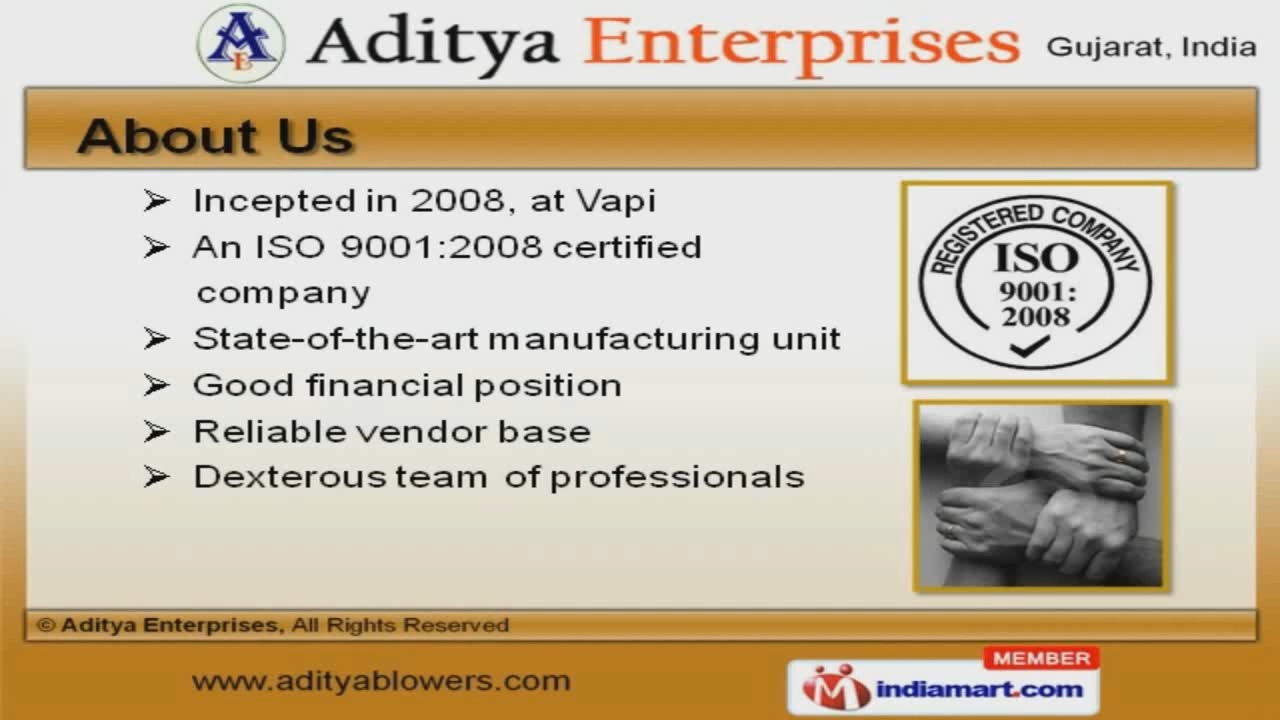 AE
Aditya Enterprises Gujarat, India
About Us
➢ Incepted in 2008, at Vapi
➢ An ISO 9001:2008 certified
company
➢ State-of-the-art manufacturing unit
➢ Good financial position
➢ Reliable vendor base
➢ Dexterous team of professionals
REGISTERED COMPANY
ISO
9001:
2008
© Aditya Enterprises, All Rights Reserved
www.adityablowers.com
MEMBER
indiamart.com